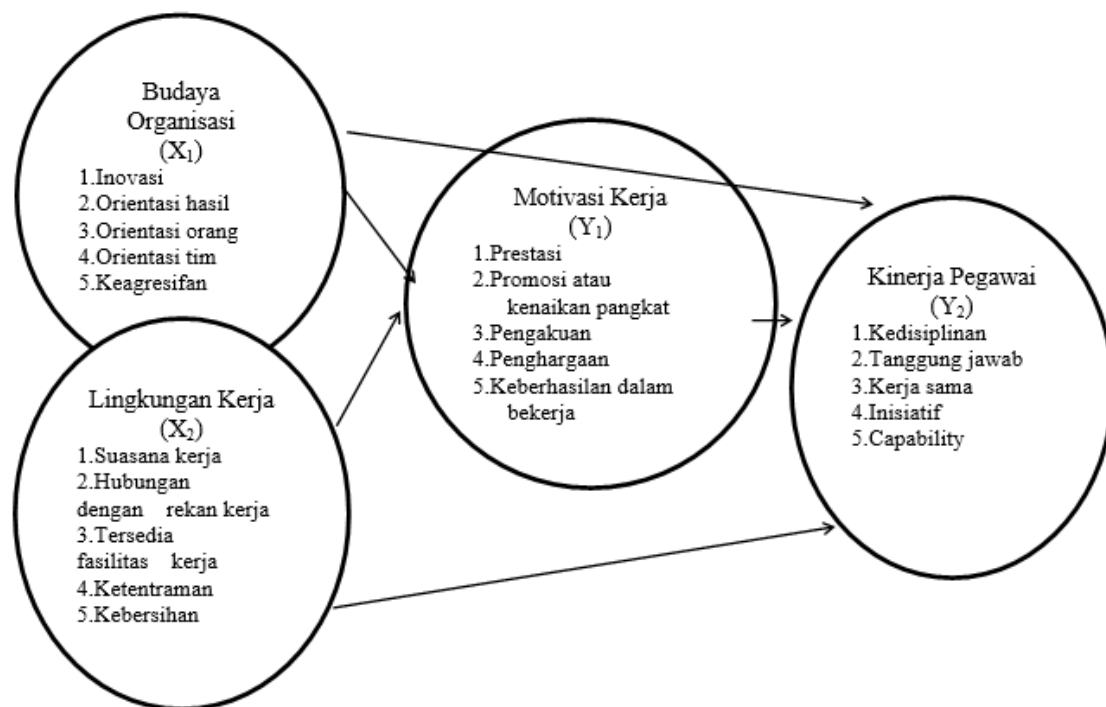 Budaya
Organisasi
(X₁)
1.Inovasi
2.Orientasi hasil
3.Orientasi orang
4.Orientasi tim
5.Keagresifan
Lingkungan Kerja
(X₂)
1.Suasana kerja
2.Hubungan
dengan rekan kerja
3.Tersedia
fasilitas kerja
4.Ketentraman
5.Kebersihan
Motivasi Kerja
(Y₁)
1.Prestasi
2.Promosi atau
kenaikan pangkat
3.Pengakuan
4.Penghargaan
5.Keberhasilan dalam
bekerja
Kinerja Pegawai
(Y₂)
1.Kedisiplinan
2.Tanggung jawab
3.Kerja sama
4.Inisiatif
5.Capability